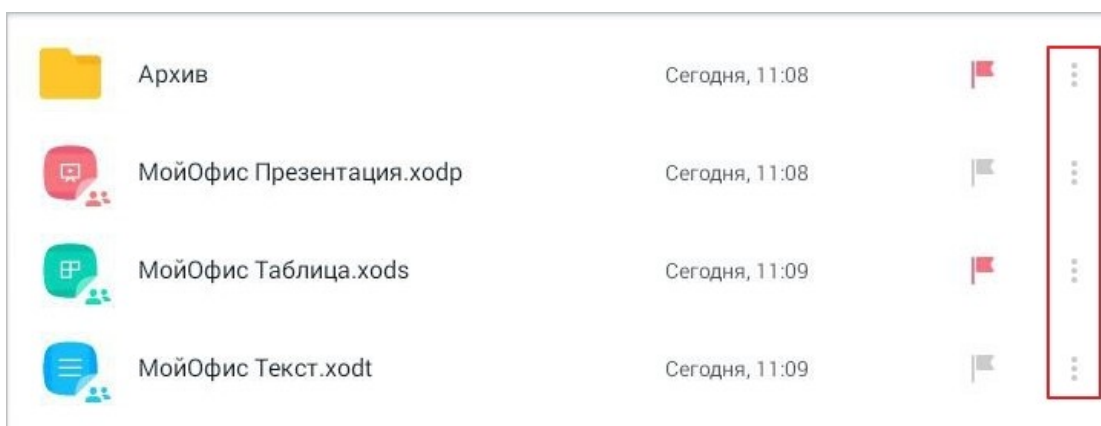 Архив Сегодня, 11:08
МойОфис Презентация.xodp Сегодня, 11:08
МойОфис Таблица.xods Сегодня, 11:09
МойОфис Текст.xodt Сегодня, 11:09